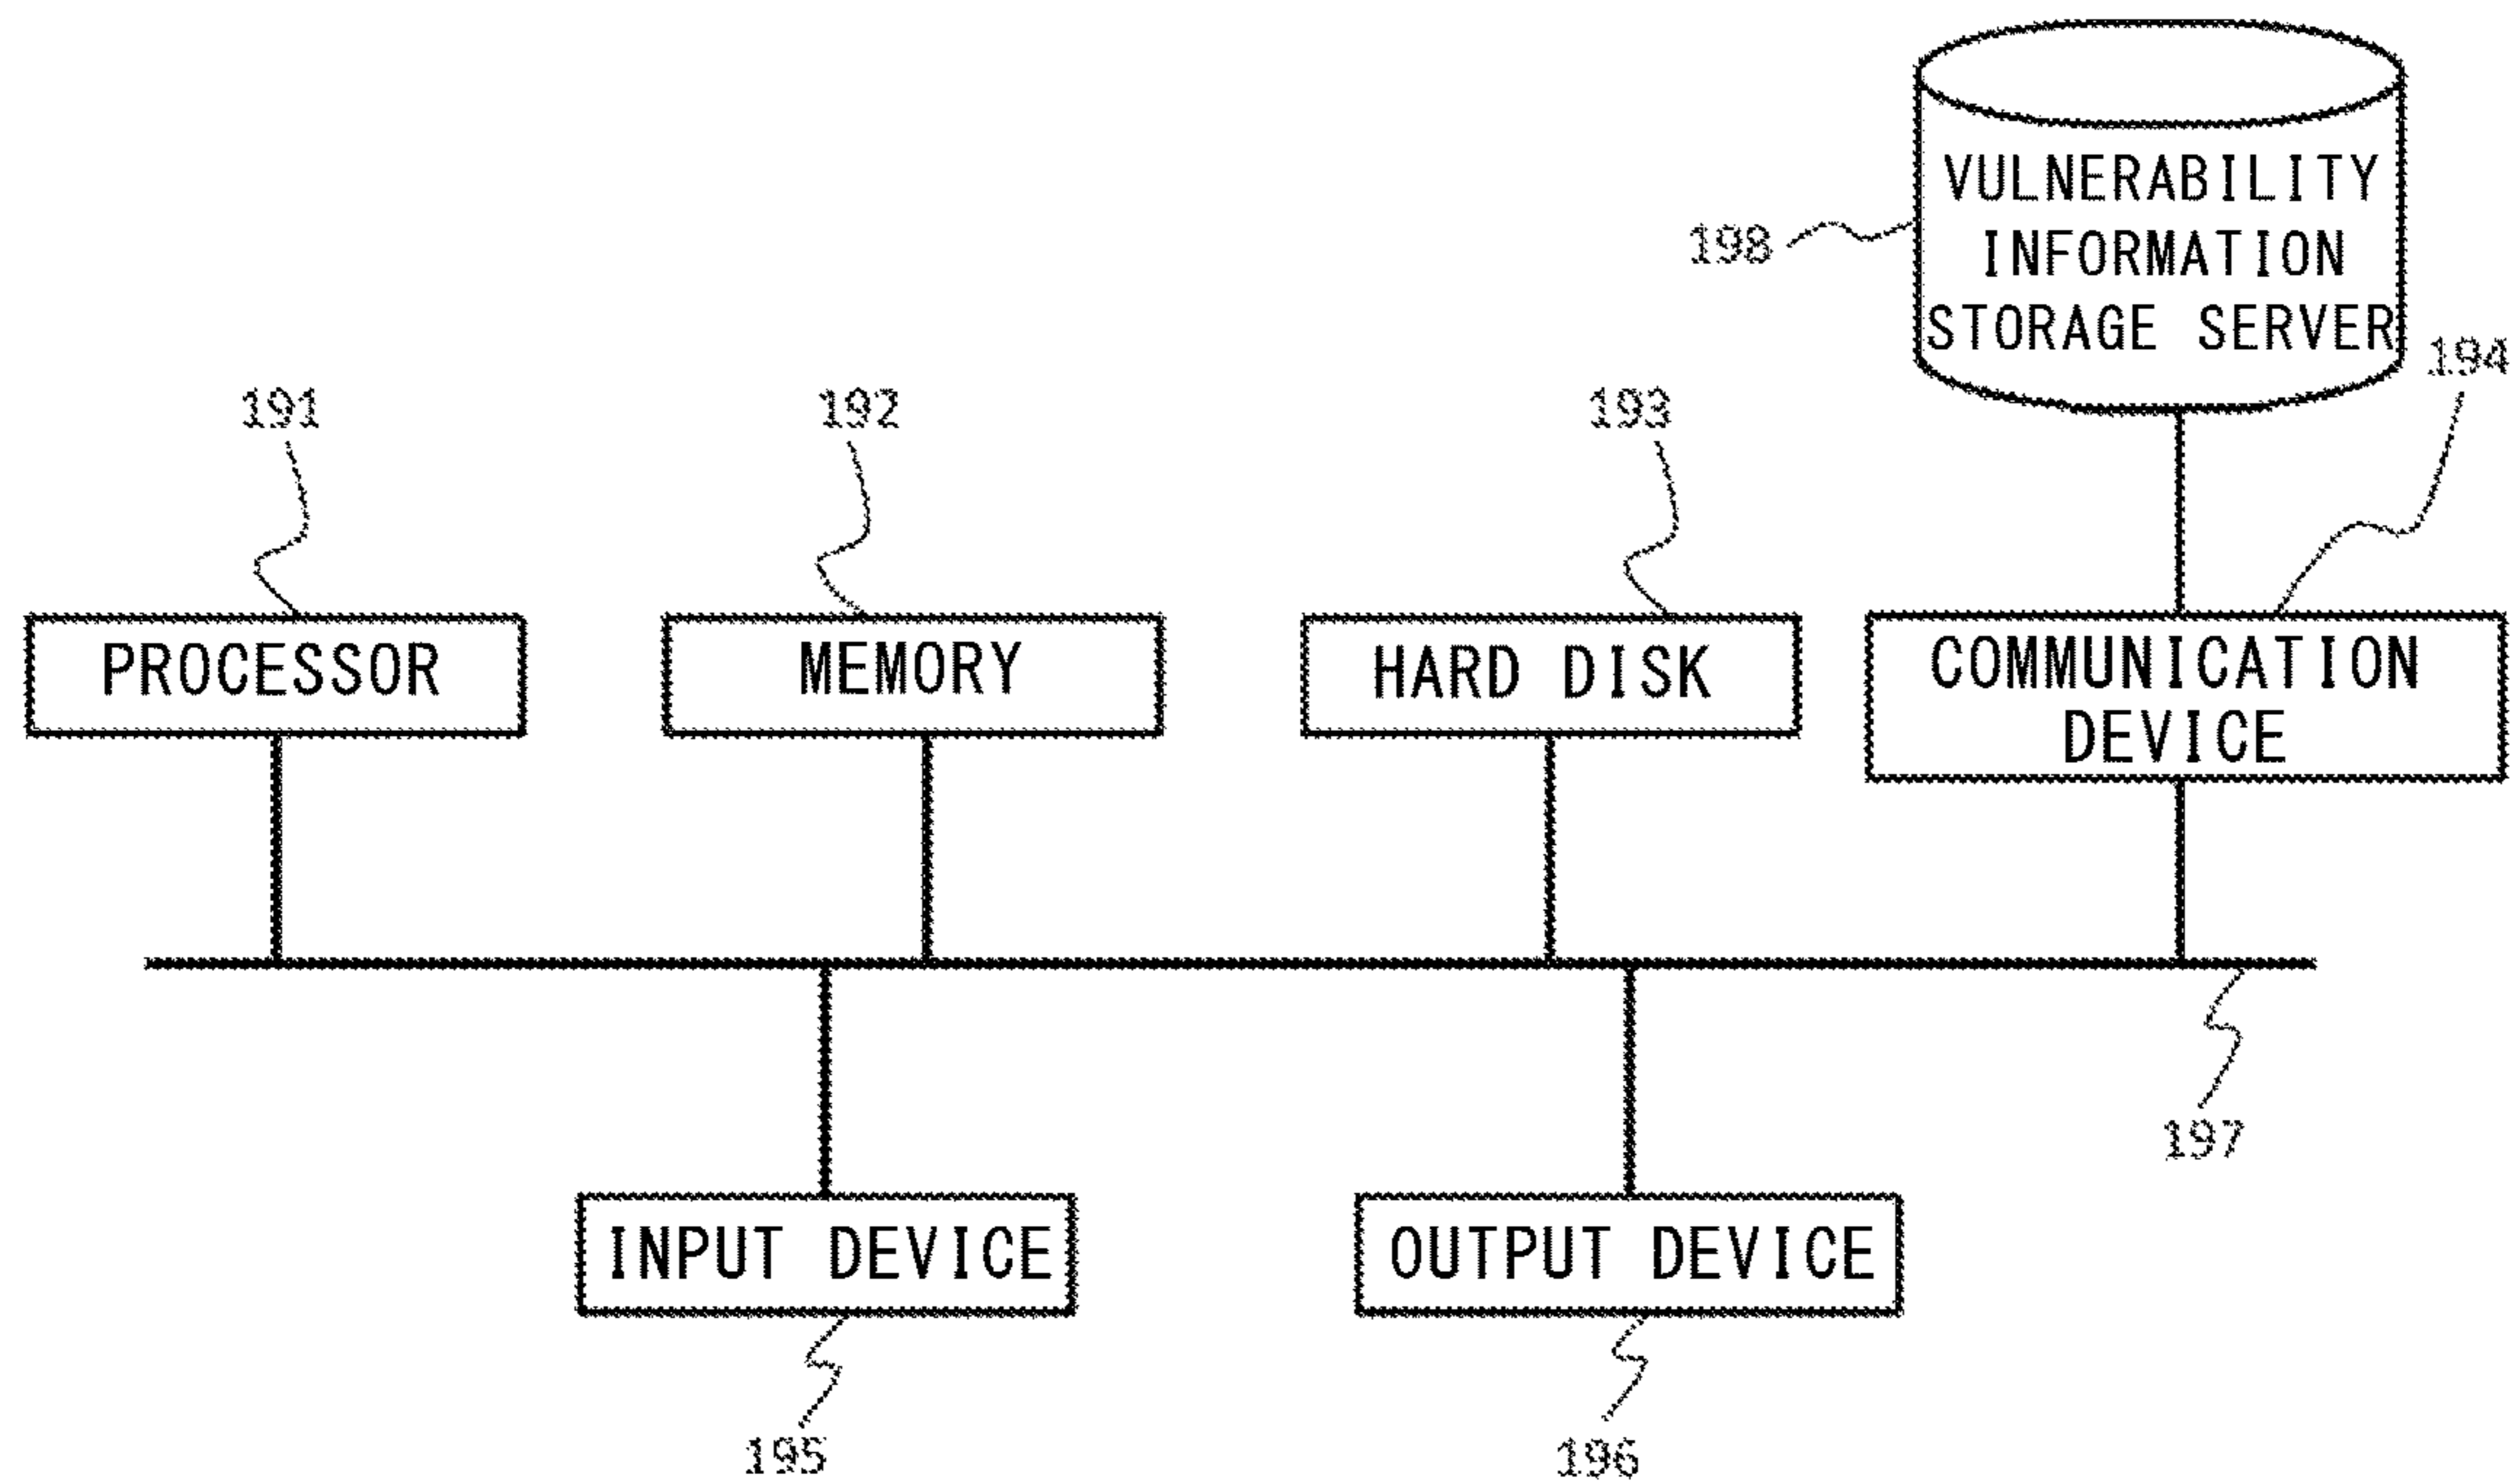 VULNERABILITY
INFORMATION
STORAGE SERVER
198
194
191
192
193
PROCESSOR
MEMORY
HARD DISK
COMMUNICATION
DEVICE
197
INPUT DEVICE
OUTPUT DEVICE
195
196